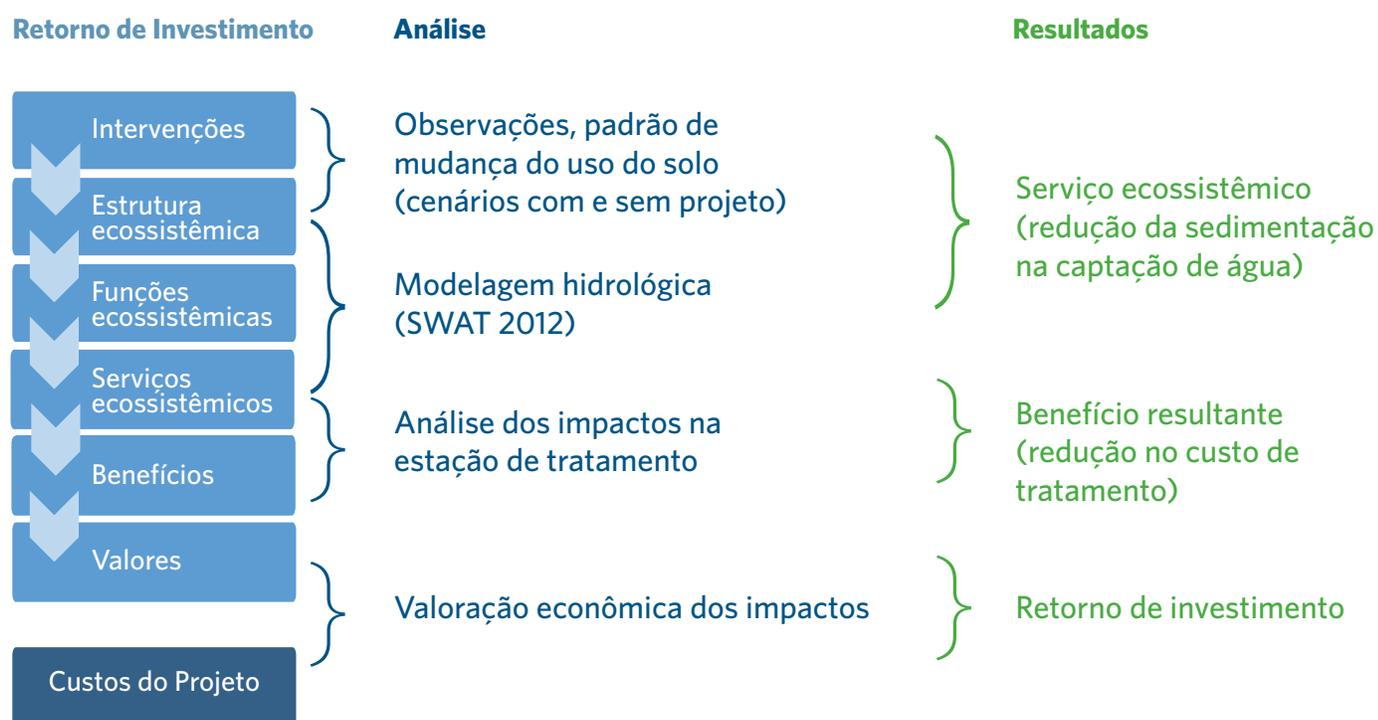 Retorno de Investimento
Análise
Resultados
Intervenções
Estrutura
ecossistêmica
Funções
ecossistêmicas
Serviços
ecossistêmicos
Benefícios
Valores
Custos do Projeto
Observações, padrão de
mudança do uso do solo
(cenários com e sem projeto)
Modelagem hidrológica
(SWAT 2012)
Análise dos impactos na
estação de tratamento
Valoração econômica dos impactos
Serviço ecossistêmico
(redução da sedimentação
na captação de água)
Benefício resultante
(redução no custo de
tratamento)
Retorno de investimento